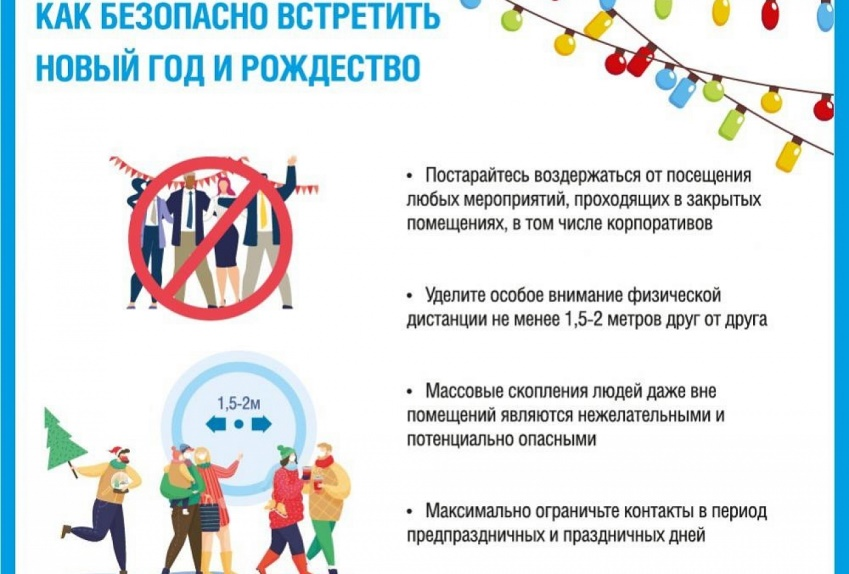 КАК БЕЗОПАСНО ВСТРЕТИТЬ
НОВЫЙ ГОД И РОЖДЕСТВО
• Постарайтесь воздержаться от посещения
любых мероприятий, проходящих в закрытых
помещениях, в том числе корпоративов
• Уделите особое внимание физической
дистанции не менее 1,5-2 метров друг от друга
1,5-2м
• Массовые скопления людей даже вне
помещений являются нежелательными и
потенциально опасными
• Максимально ограничьте контакты в период
предпраздничных и праздничных дней